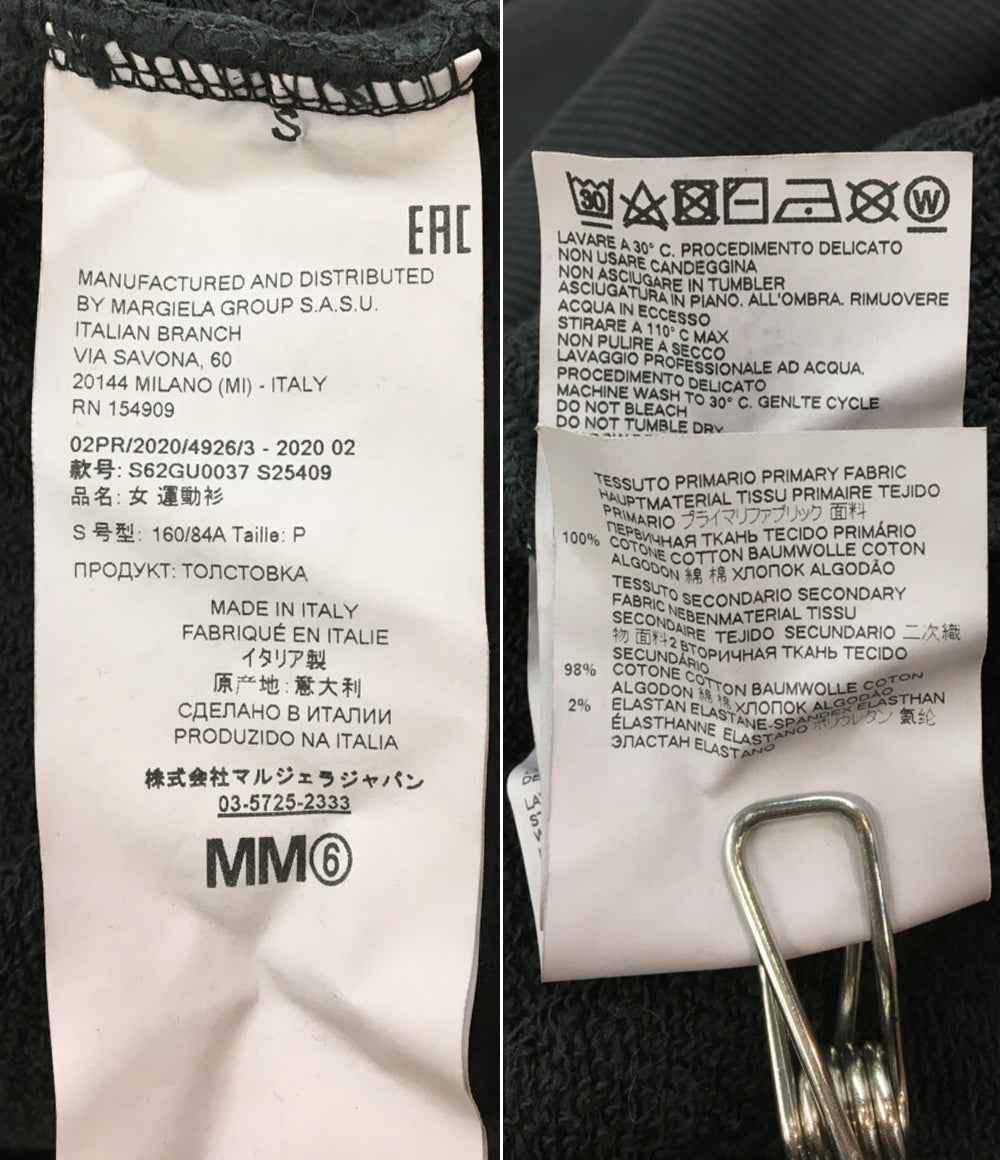 S
EAC
MANUFACTURED AND DISTRIBUTED
BY MARGIELA GROUP S.A.S.U.
ITALIAN BRANCH
VIA SAVONA, 60
20144 MILANO (MI) - ITALY
RN 154909
02PR/2020/4926/3 - 2020 02
款号: S62GU0037 S25409
品名: 女 運動衫
S 号型: 160/84A Taille: P
ПРОДУКТ: ТОЛСТОВКА
MADE IN ITALY
FABRIQUÉ EN ITALIE
イタリア製
原产地: 意大利
СДЕЛАНО В ИТАЛИИ
PRODUZIDO NA ITALIA
株式会社マルジェラジャパン
03-5725-2333
MM⑥
30 W
LAVARE A 30° C. PROCEDIMENTO DELICATO
NON USARE CANDEGGINA
NON ASCIUGARE IN TUMBLER
ASCIUGATURA IN PIANO. ALL'OMBRA. RIMUOVERE
ACQUA IN ECCESSO
STIRARE A 110° C MAX
NON PULIRE A SECCO
LAVAGGIO PROFESSIONALE AD ACQUA,
PROCEDIMENTO DELICATO
MACHINE WASH TO 30° C. GENLTE CYCLE
DO NOT BLEACH
DO NOT TUMBLE DRY
TESSUTO PRIMARIO PRIMARY FABRIC
HAUPTMATERIAL TISSU PRIMAIRE TEJIDO
PRIMARIO プライマリファブリック 面料
ПЕРВИЧНАЯ ТКАНЬ TECIDO PRIMÁRIO
100% COTONE COTTON BAUMWOLLE COTON
ALGODON 綿 棉 ХЛОПОК ALGODÃO
TESSUTO SECONDARIO SECONDARY
FABRIC NEBENMATERIAL TISSU
SECONDAIRE TEJIDO SECUNDARIO 二次織
物 面料2 ВТОРИЧНАЯ ТКАНЬ TECIDO
SECUNDÁRIO
98% COTONE COTTON BAUMWOLLE COTON
ALGODON 綿 棉 ХЛОПОК ALGODÃO
2% ELASTAN ELASTANE-SPANDEX ELASTHAN
ÉLASTHANNE ELASTANO ポリウレタン 氨纶
ЭЛАСТАН ELASTANO